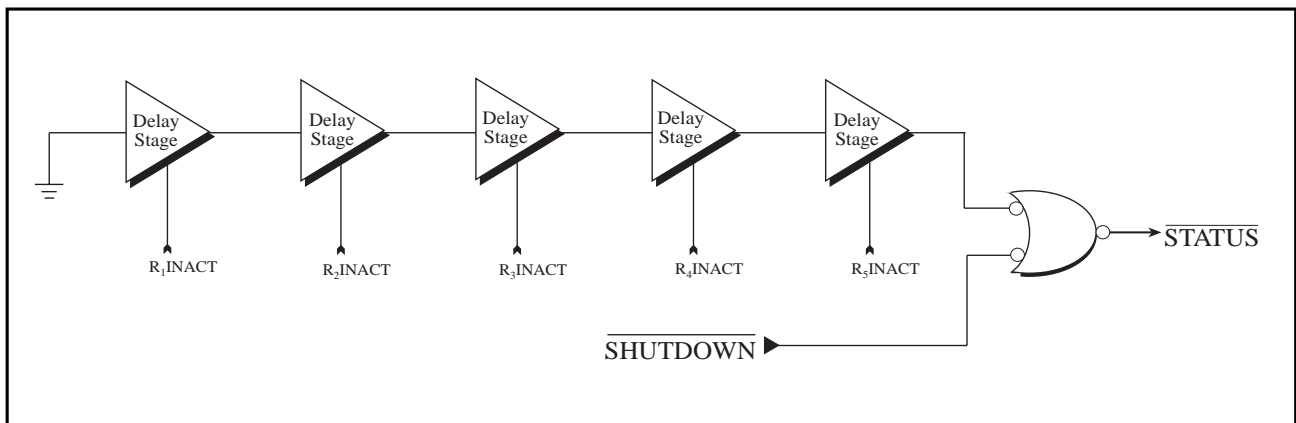 Delay
Stage
Delay
Stage
Delay
Stage
Delay
Stage
Delay
Stage
R₁INACT
R₂INACT
R₃INACT
R₄INACT
R₅INACT
STATUS
SHUTDOWN